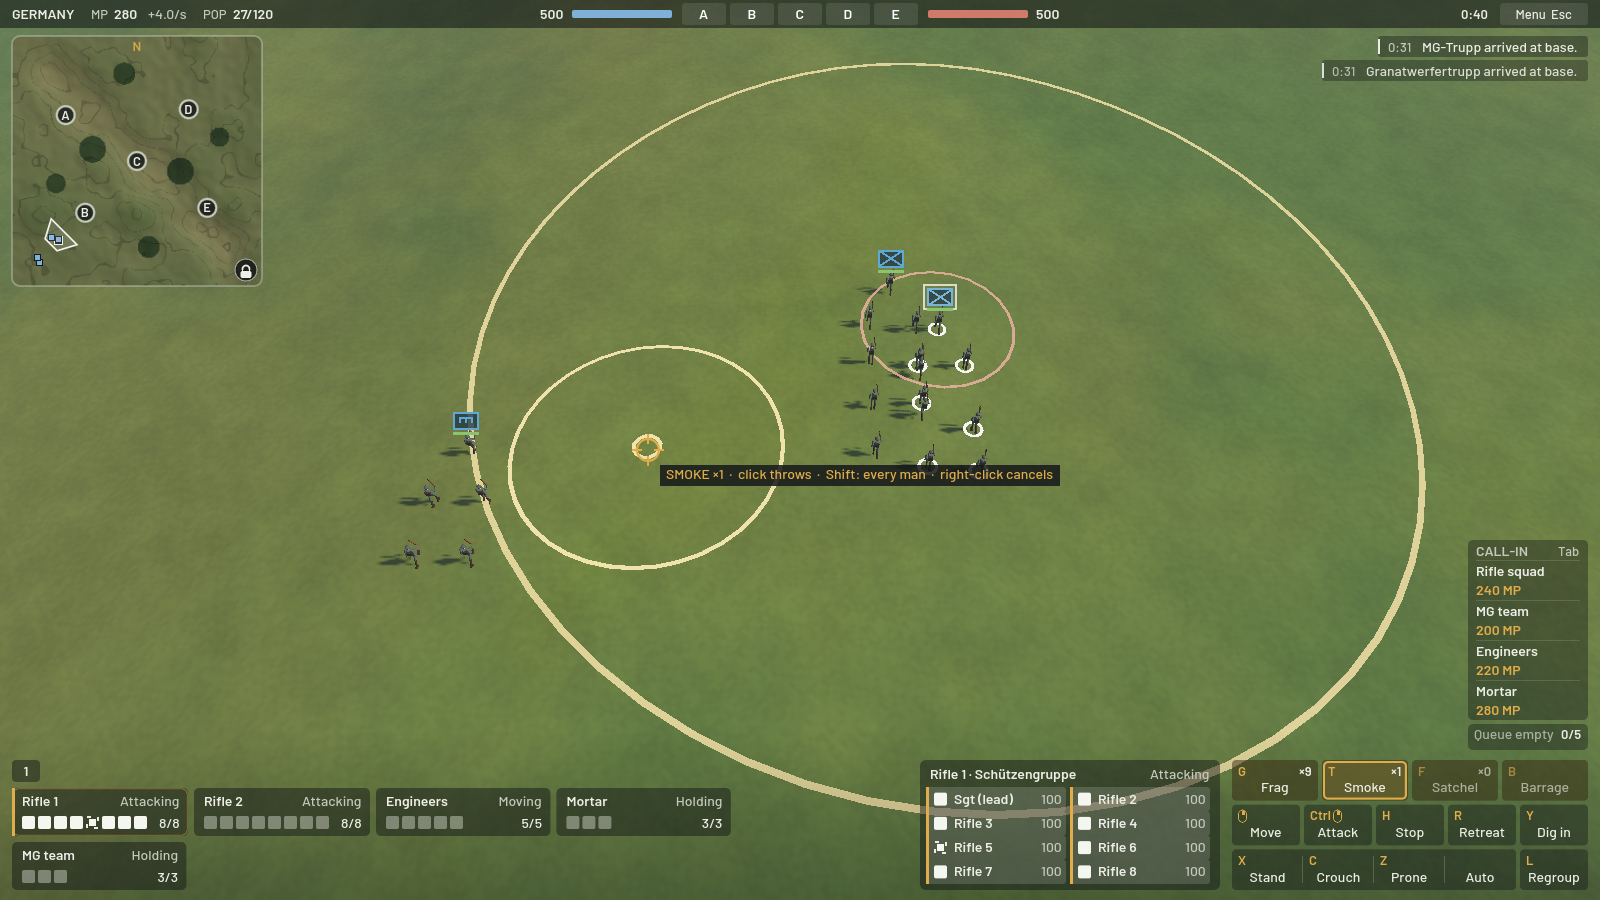 GERMANY MP 280 +4.0/s POP 27/120
500 A B C D E 500
0:40 Menu Esc
0:31 MG-Trupp arrived at base.
0:31 Granatwerfertrupp arrived at base.
N
A
D
C
B
E
E
SMOKE ×1 · click throws · Shift: every man · right-click cancels
CALL-IN Tab
Rifle squad
240 MP
MG team
200 MP
Engineers
220 MP
Mortar
280 MP
Queue empty 0/5
1
Rifle 1 Attacking
8/8
Rifle 2 Attacking
8/8
Engineers Moving
5/5
Mortar Holding
3/3
MG team Holding
3/3
Rifle 1 · Schützengruppe Attacking
Sgt (lead) 100 Rifle 2 100
Rifle 3 100 Rifle 4 100
Rifle 5 100 Rifle 6 100
Rifle 7 100 Rifle 8 100
G ×9 T ×1 F ×0 B
Frag Smoke Satchel Barrage
Ctrl H R Y
Move Attack Stop Retreat Dig in
X C Z L
Stand Crouch Prone Auto Regroup